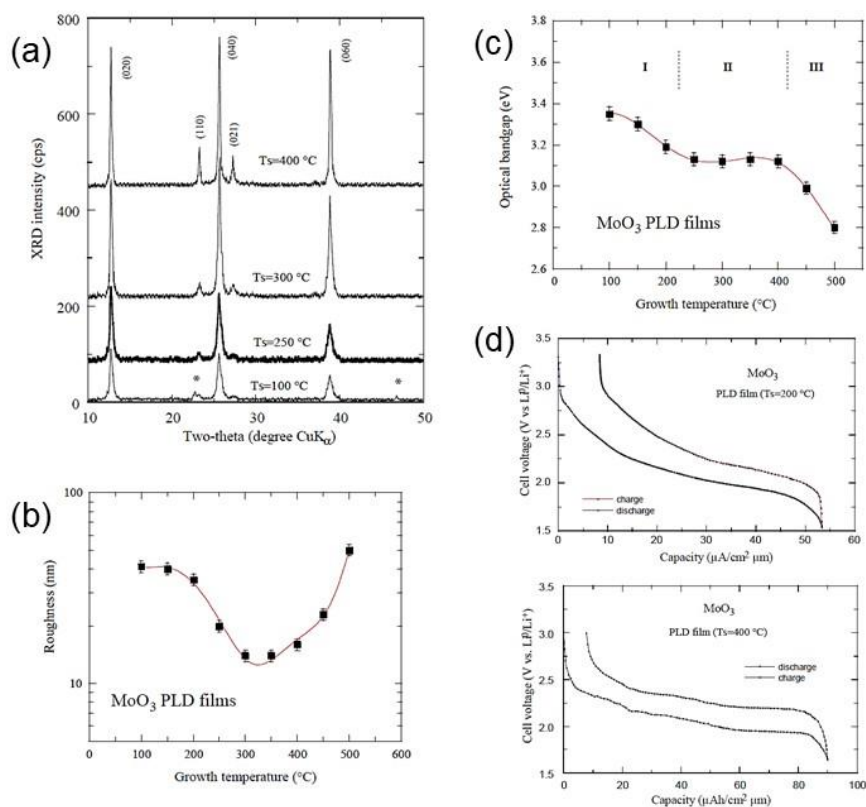 (a)
800
600
400
200
0
XRD intensity (cps)
(020)
(110)
(040)
(021)
(060)
Ts=400 °C
Ts=300 °C
Ts=250 °C
Ts=100 °C
*
*
10 20 30 40 50
Two-theta (degree CuKα)
(b)
100
10
Roughness (nm)
MoO3 PLD films
0 100 200 300 400 500 600
Growth temperature (°C)
(c)
3.8
3.6
3.4
3.2
3.0
2.8
2.6
Optical bandgap (eV)
I II III
MoO3 PLD films
0 100 200 300 400 500
Growth temperature (°C)
(d)
3.5
3.0
2.5
2.0
1.5
Cell voltage (V vs Li⁰/Li⁺)
MoO3
PLD film (Ts=200 °C)
charge
discharge
0 10 20 30 40 50 60
Capacity (µA/cm² µm)
3.5
3.0
2.5
2.0
1.5
Cell voltage (V vs. Li⁰/Li⁺)
MoO3
PLD film (Ts=400 °C)
discharge
charge
0 20 40 60 80 100
Capacity (µAh/cm² µm)